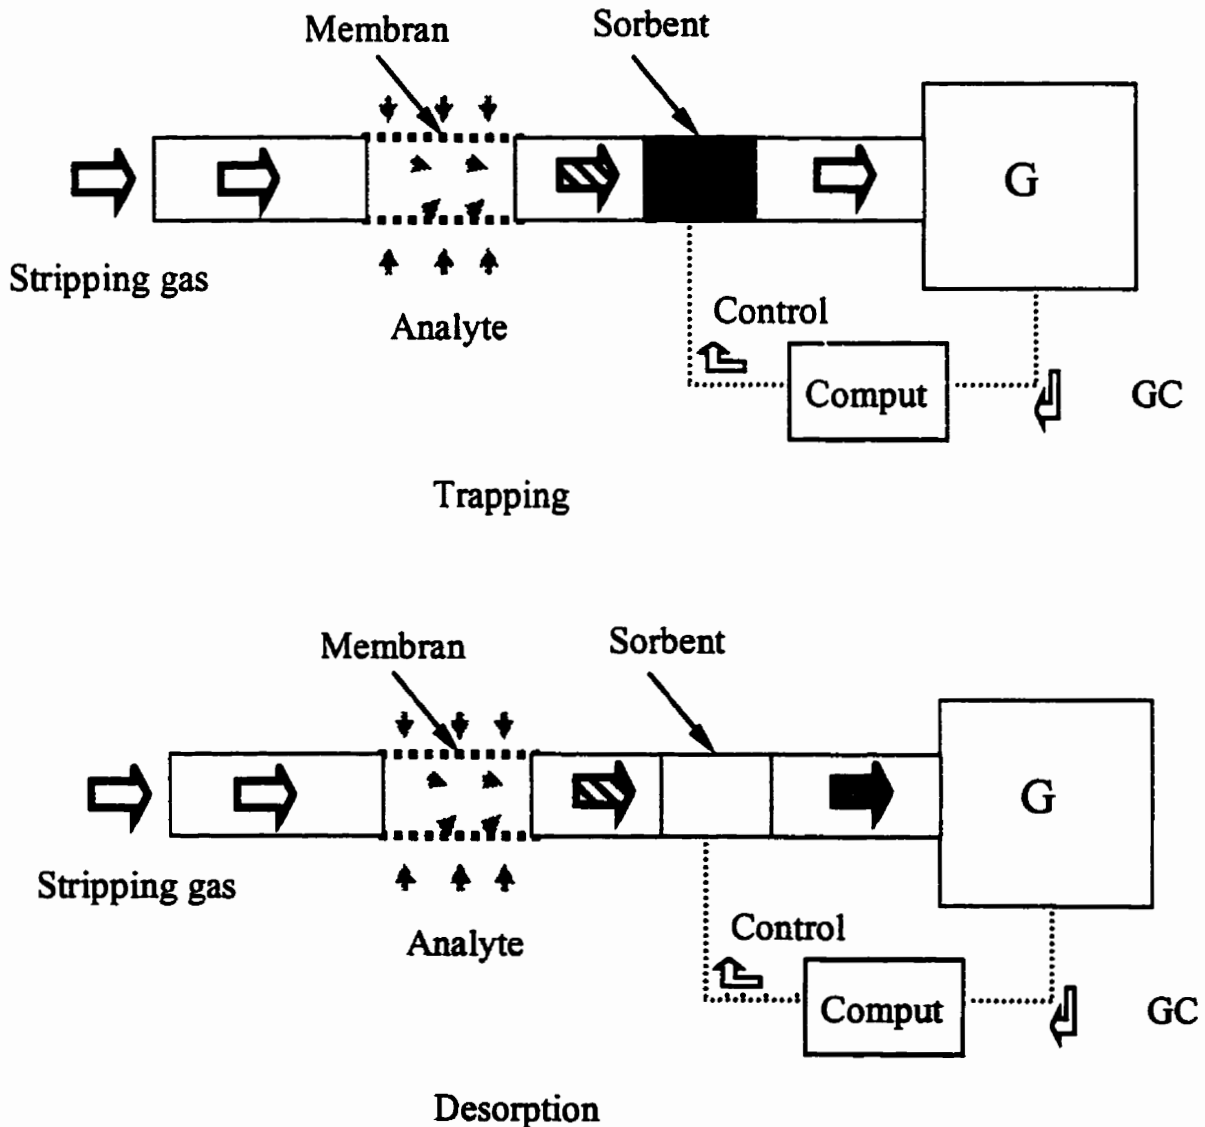 Membran
Sorbent
G
Stripping gas
Analyte
Control
Comput
GC
Trapping
Membran
Sorbent
G
Stripping gas
Analyte
Control
Comput
GC
Desorption